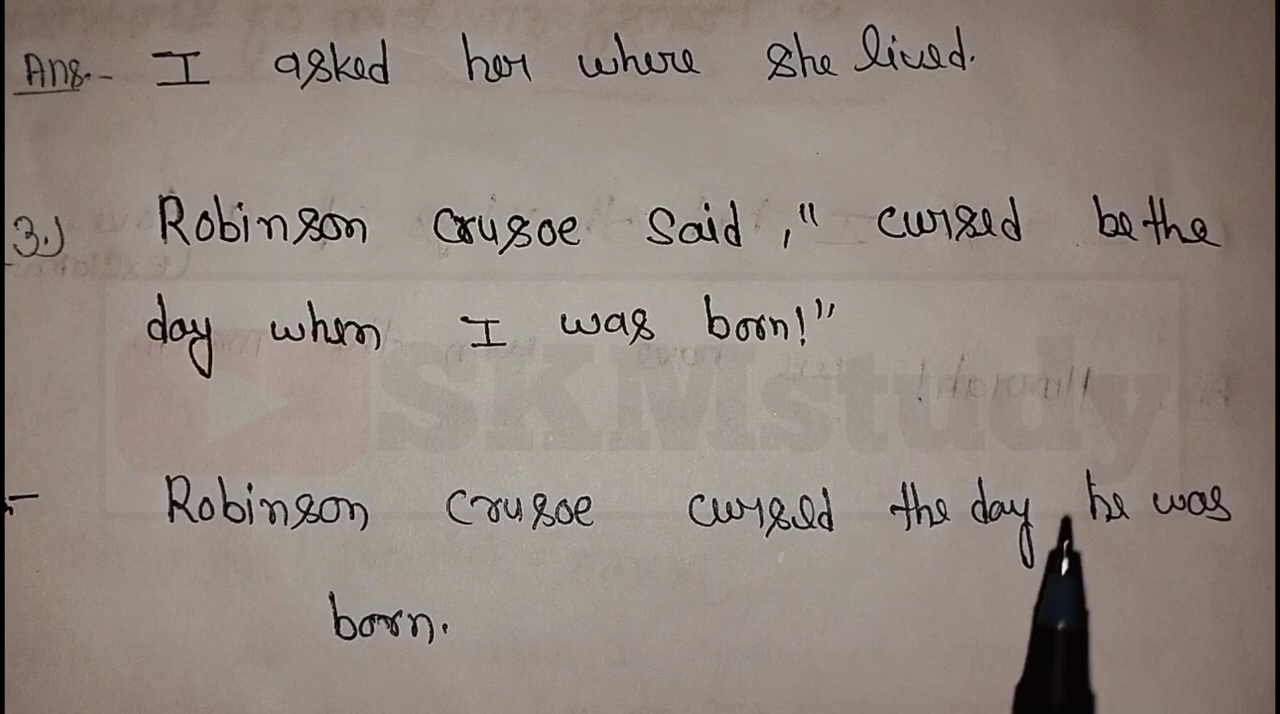 Ans.- I asked her where she lived.
3.) Robinson Crusoe said ," cursed be the
day when I was born!"
SKMstudy
- Robinson Crusoe cursed the day he was
born.